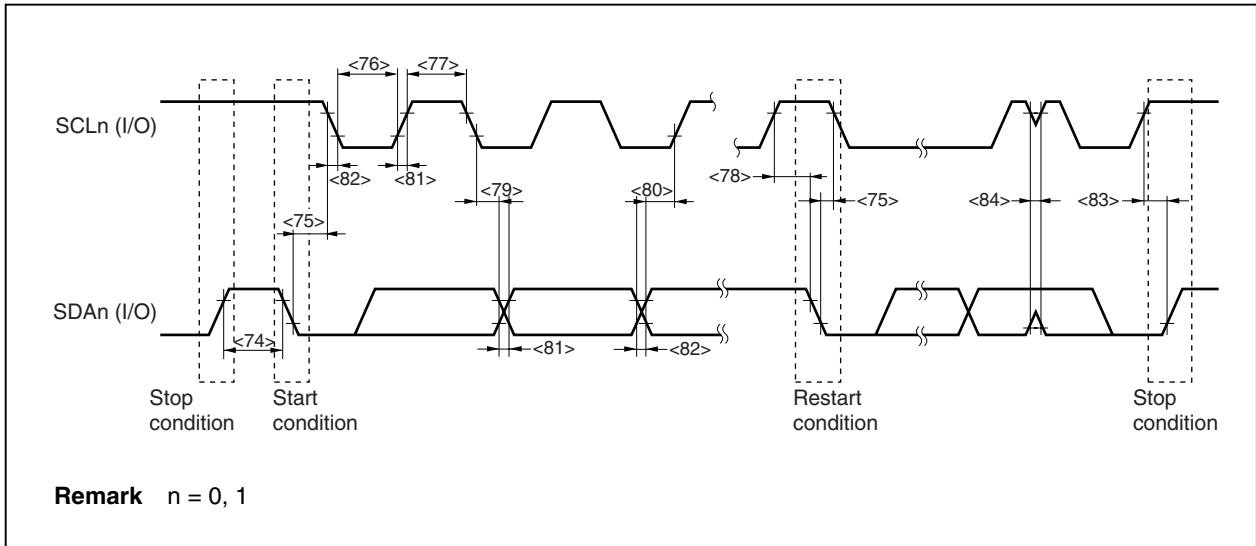 <76> <77>
SCLn (I/O)
<82> <81> <79> <80> <78> <75> <84> <83>
<75>
SDAn (I/O)
<74> <81> <82>
Stop
condition
Start
condition
Restart
condition
Stop
condition
Remark n = 0, 1